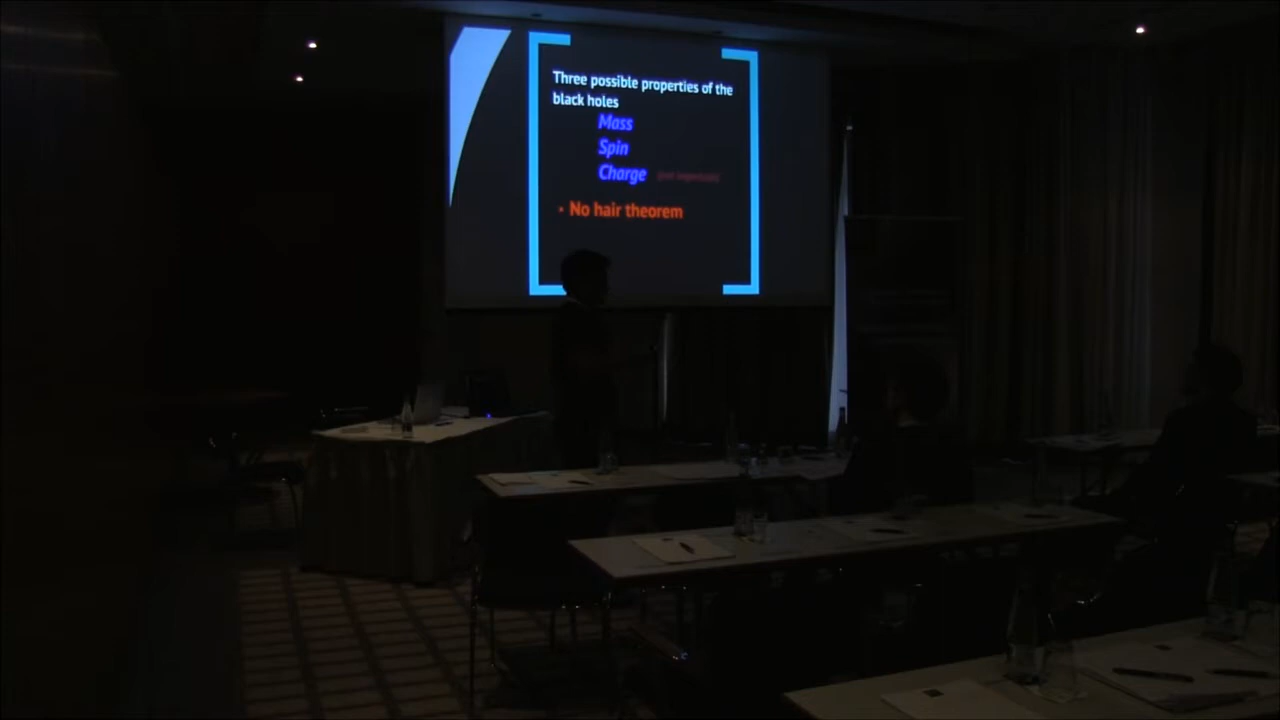 Three possible properties of the
black holes
Mass
Spin
Charge
• No hair theorem